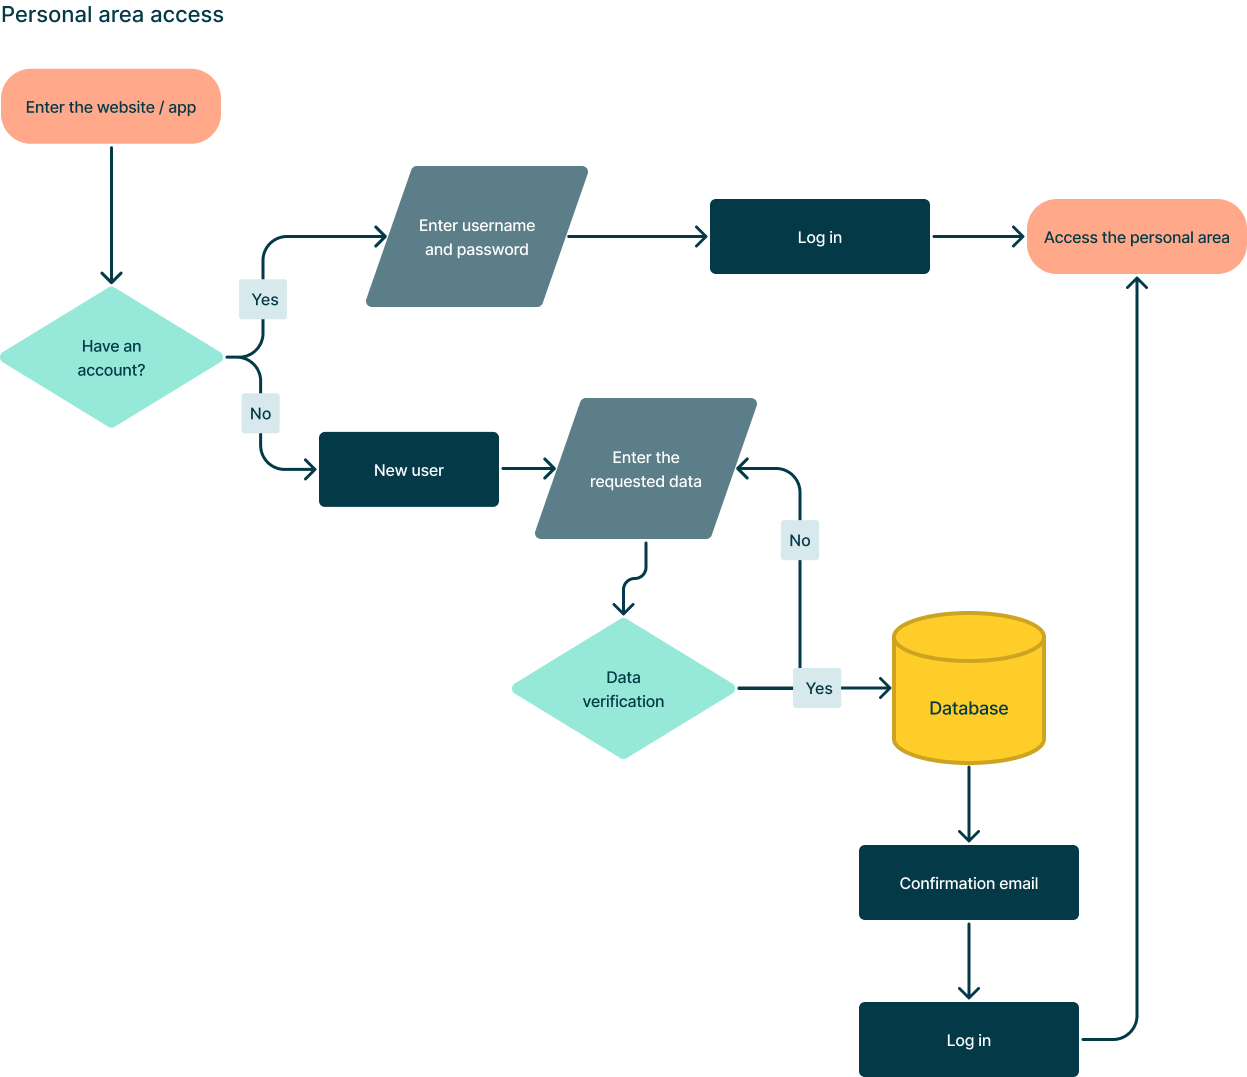 Personal area access
Enter the website / app
Enter username
and password
Log in
Access the personal area
Yes
Have an
account?
No
New user
Enter the
requested data
No
Data
verification
Yes
Database
Confirmation email
Log in